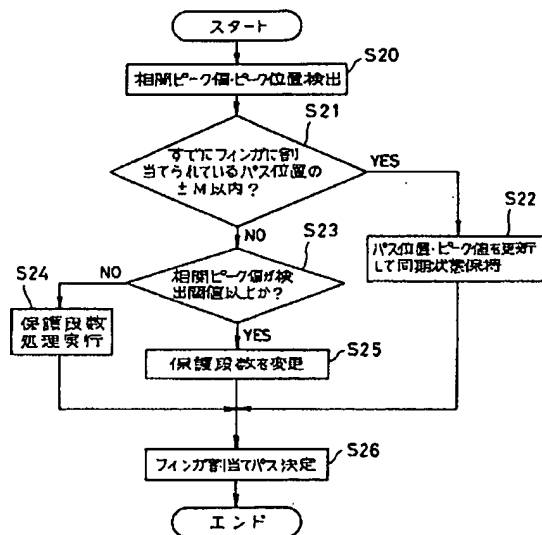 スタート
S20
相関ピーク値・ピーク位置検出
S21
すでにフィンガに割
当てられているパス位置の
±M以内?
YES
NO
S22
パス位置・ピーク値を更新
して同期状態保持
S23
相関ピーク値が検
出閾値以上か?
NO
YES
S24
保護段数
処理実行
S25
保護段数を変更
S26
フィンガ割当てパス決定
エンド